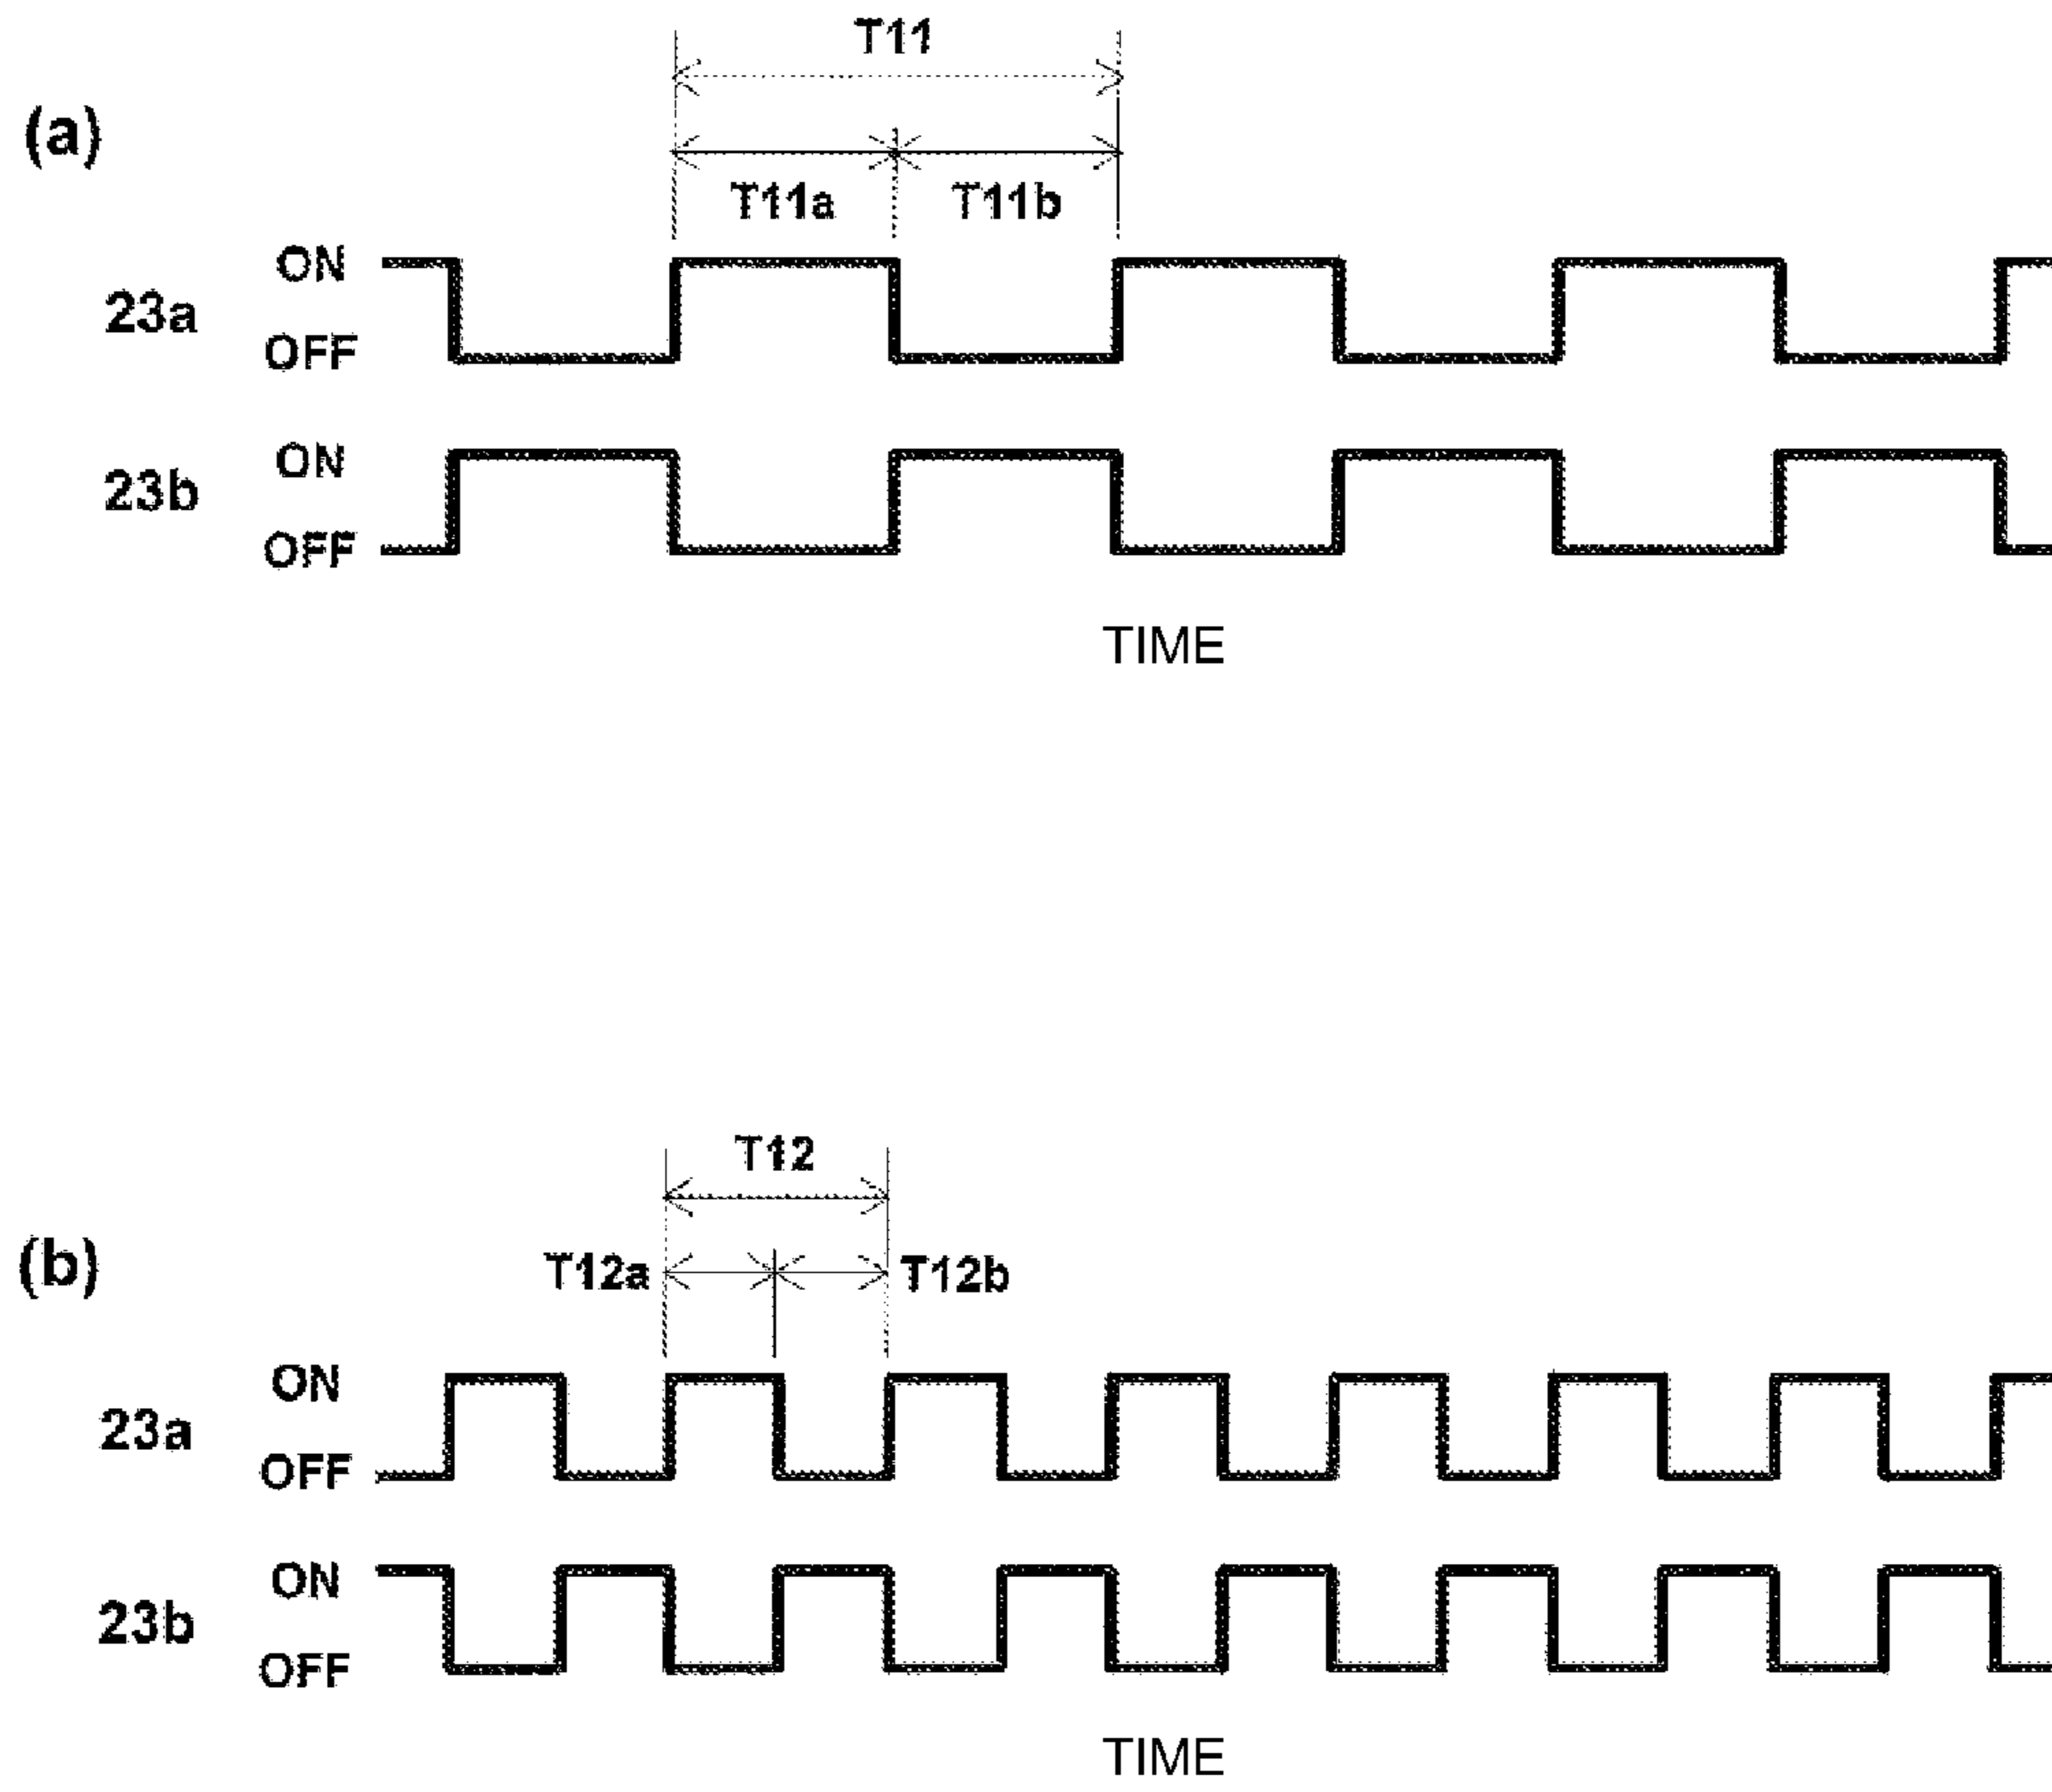 T11
(a)
T11a T11b
ON
23a
OFF
ON
23b
OFF
TIME
T12
(b)
T12a T12b
ON
23a
OFF
ON
23b
OFF
TIME